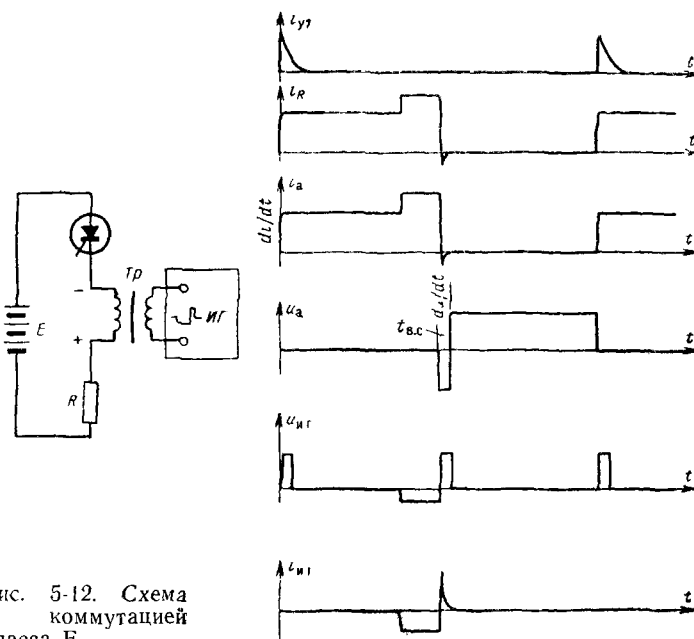 i_y1
t
i_R
t
i_a
di/dt
t
u_a
t_в.с
du/dt
t
u_иг
t
i_иг
t
Тр
–
+
ИГ
E
R
ис. 5-12. Схема
коммутацией